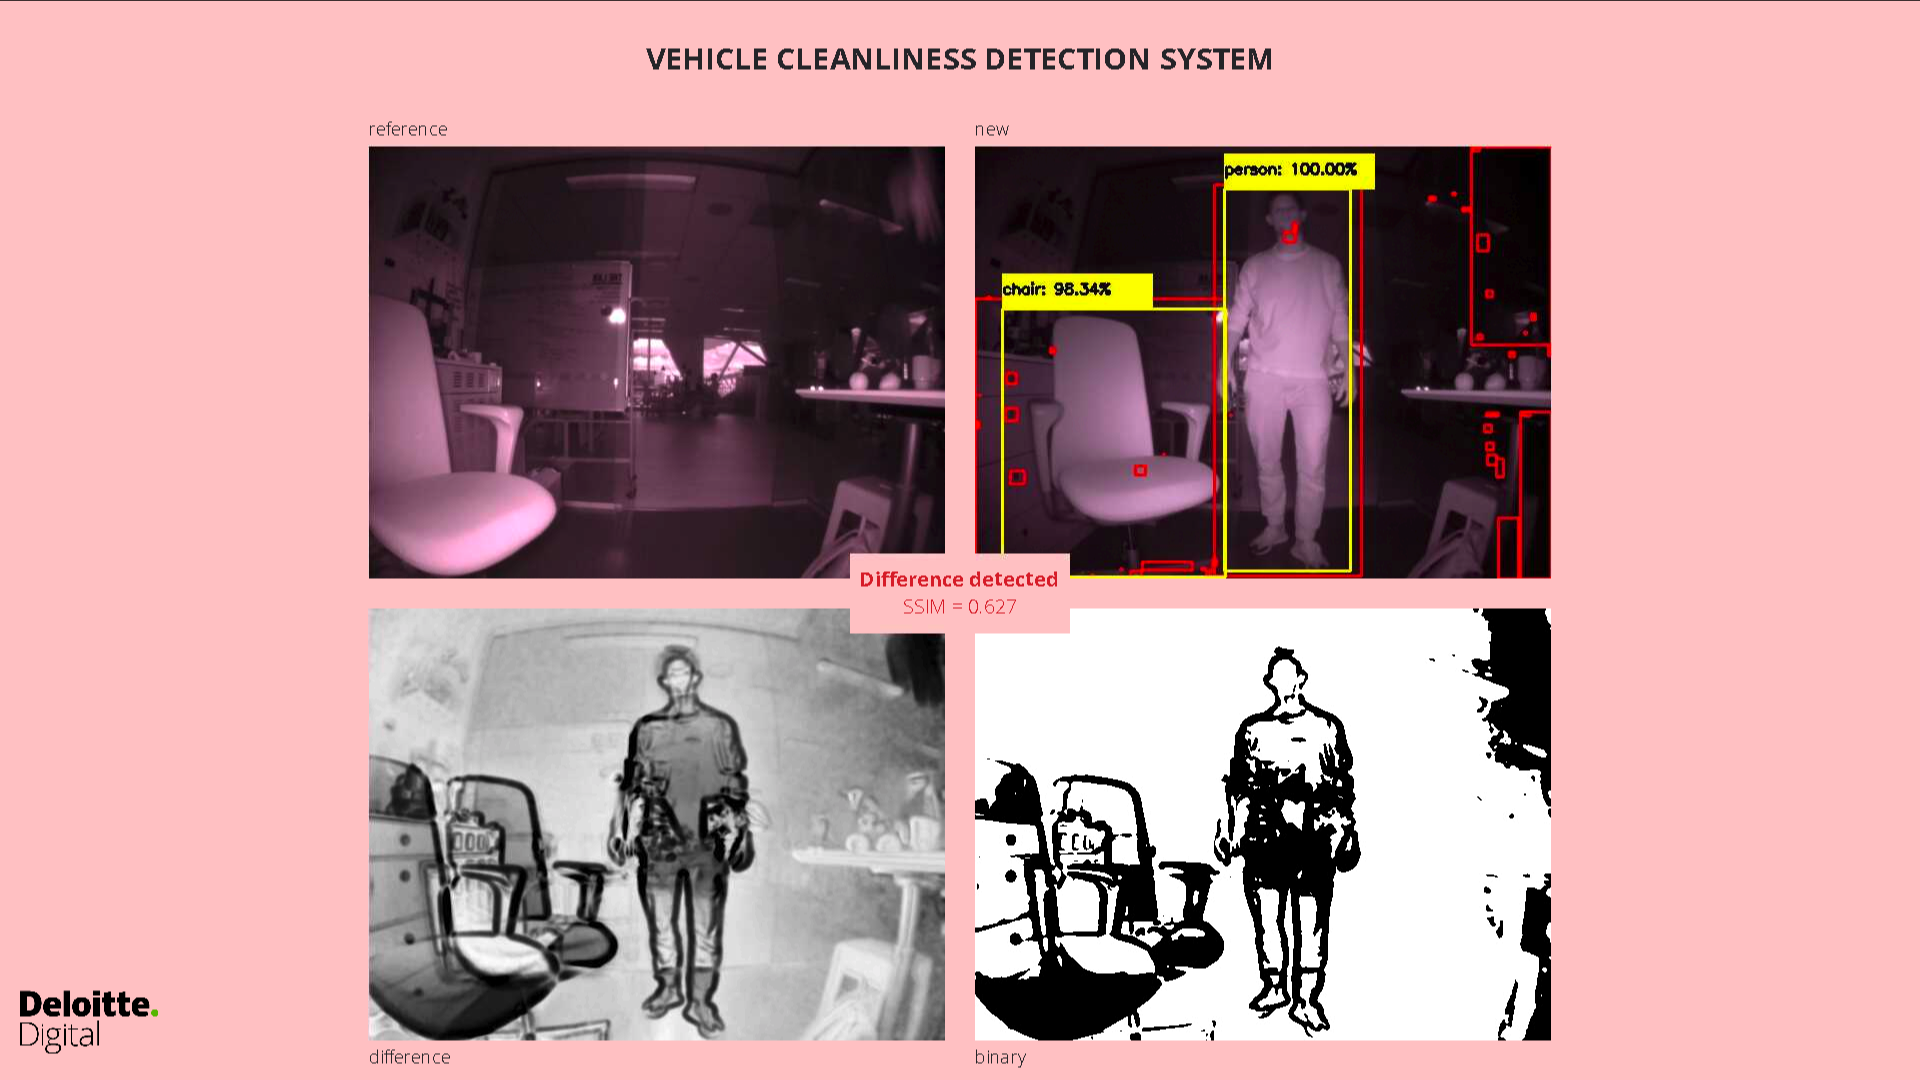 VEHICLE CLEANLINESS DETECTION SYSTEM
reference
new
person: 100.00%
chair: 98.34%
Difference detected
SSIM = 0.627
Deloitte.
Digital
difference
binary